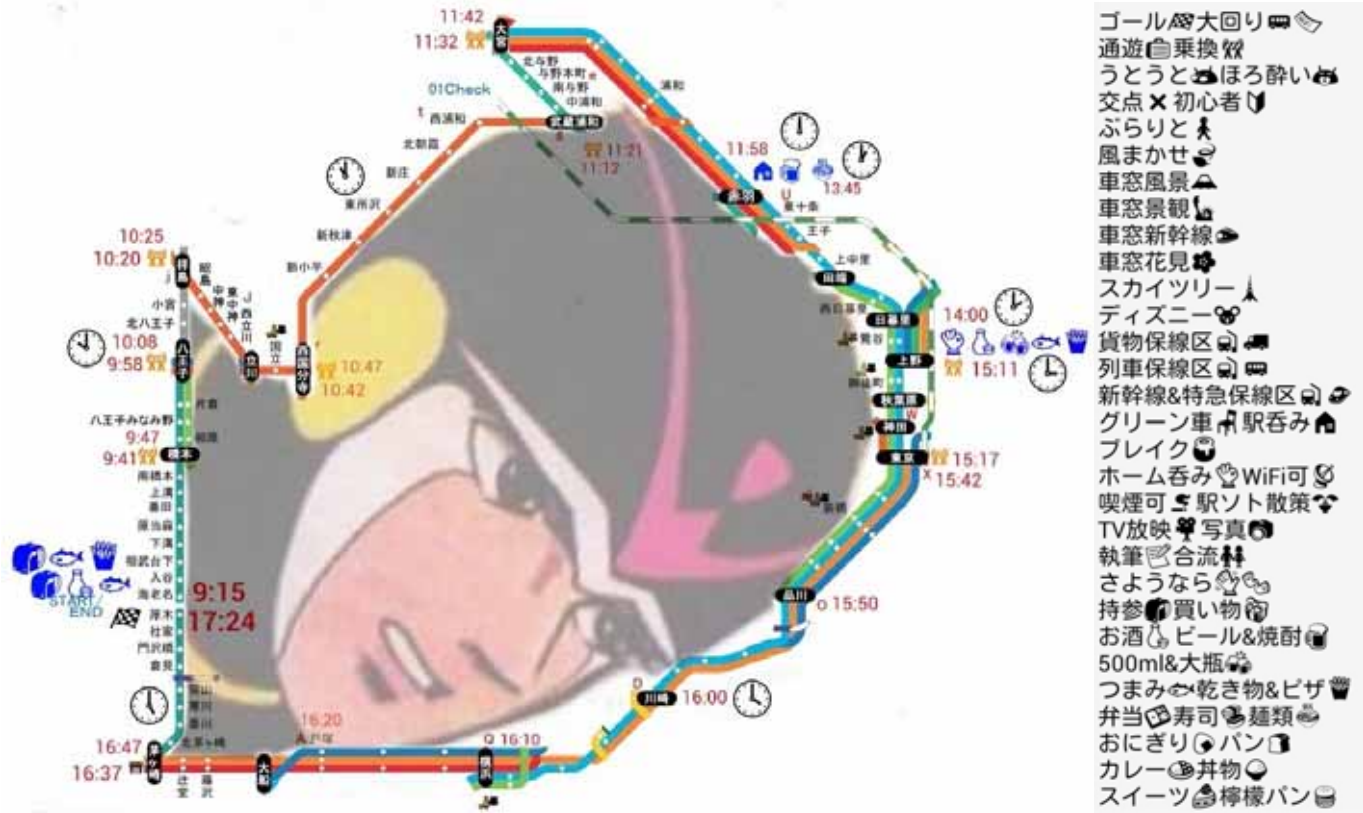 11:42
11:32
大宮
北与野
与野本町
南与野
中浦和
01Check
西浦和
武蔵浦和
北朝霞
11:21
11:12
新庄
東所沢
新秋津
新小平
浦和
11:58
13:45
赤羽
U
東十条
王子
上中里
田端
西日暮里
日暮里
14:00
鶯谷
上野
15:11
御徒町
秋葉原
W
神田
東京
15:17
X 15:42
品川
O 15:50
D
川崎
16:00
10:25
10:20
拝島
J
昭島
中神
東中神
J
西立川
小宮
北八王子
10:08
9:58
八王子
立川
国立
西国分寺
10:47
10:42
片倉
八王子みなみ野
相原
9:47
9:41
橋本
南橋本
上溝
番田
原当麻
下溝
相武台下
入谷
海老名
START/
END
9:15
17:24
厚木
社家
門沢橋
倉見
寒川
香川
北茅ヶ崎
16:47
16:37
茅ヶ崎
辻堂
藤沢
大船
16:20
戸塚
Q 16:10
横浜
ゴール大回り
通遊乗換
うとうとほろ酔い
交点初心者
ぶらりと
風まかせ
車窓風景
車窓景観
車窓新幹線
車窓花見
スカイツリー
ディズニー
貨物保線区
列車保線区
新幹線&特急保線区
グリーン車駅呑み
ブレイク
ホーム呑みWiFi可
喫煙可駅ソト散策
TV放映写真
執筆合流
さようなら
持参買い物
お酒ビール&焼酎
500ml&大瓶
つまみ乾き物&ピザ
弁当寿司麺類
おにぎりパン
カレー丼物
スイーツ檸檬パン